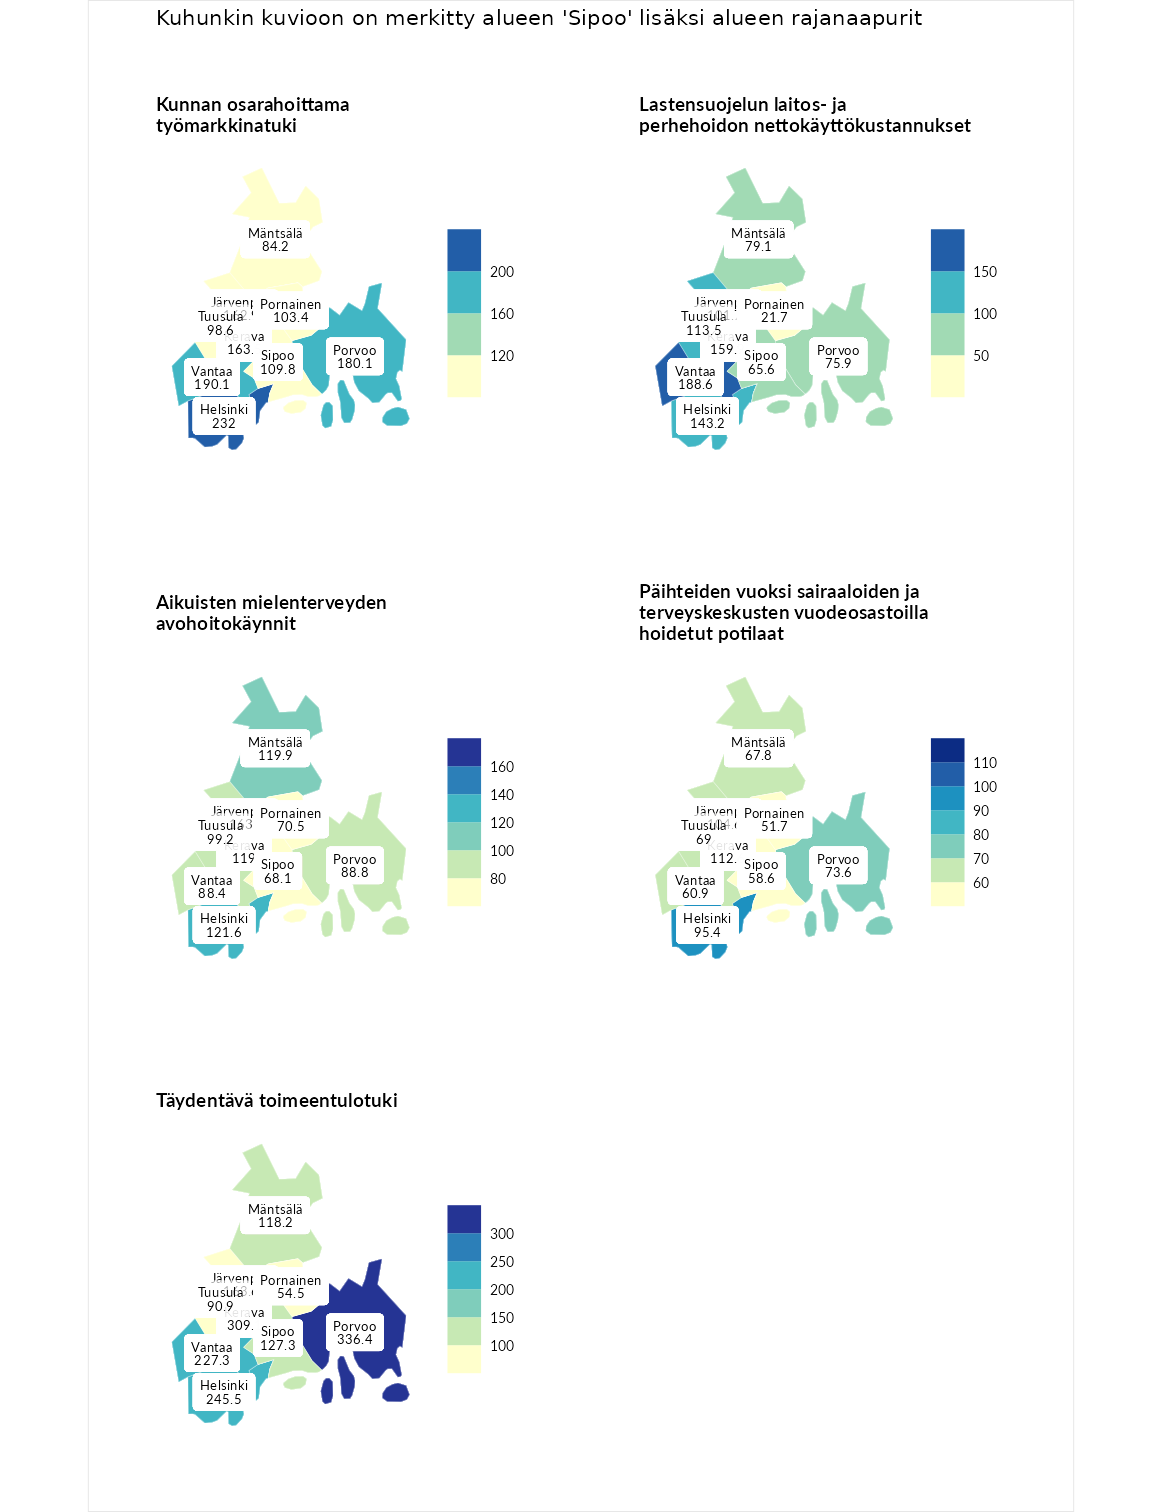 Kuhunkin kuvioon on merkitty alueen 'Sipoo' lisäksi alueen rajanaapurit
Kunnan osarahoittama
työmarkkinatuki
Mäntsälä
84.2
Pornainen
103.4
Tuusula
98.6
163.
Sipoo
109.8
Porvoo
180.1
Vantaa
190.1
Helsinki
232
200
160
120
Lastensuojelun laitos- ja
perhehoidon nettokäyttökustannukset
Mäntsälä
79.1
Pornainen
21.7
Tuusula
113.5
159.
Sipoo
65.6
Porvoo
75.9
Vantaa
188.6
Helsinki
143.2
150
100
50
Aikuisten mielenterveyden
avohoitokäynnit
Mäntsälä
119.9
Pornainen
70.5
Tuusula
99.2
119
Sipoo
68.1
Porvoo
88.8
Vantaa
88.4
Helsinki
121.6
160
140
120
100
80
Päihteiden vuoksi sairaaloiden ja
terveyskeskusten vuodeosastoilla
hoidetut potilaat
Mäntsälä
67.8
Pornainen
51.7
Tuusula
69
112.
Sipoo
58.6
Porvoo
73.6
Vantaa
60.9
Helsinki
95.4
110
100
90
80
70
60
Täydentävä toimeentulotuki
Mäntsälä
118.2
Pornainen
54.5
Tuusula
90.9
309.
Sipoo
127.3
Porvoo
336.4
Vantaa
227.3
Helsinki
245.5
300
250
200
150
100